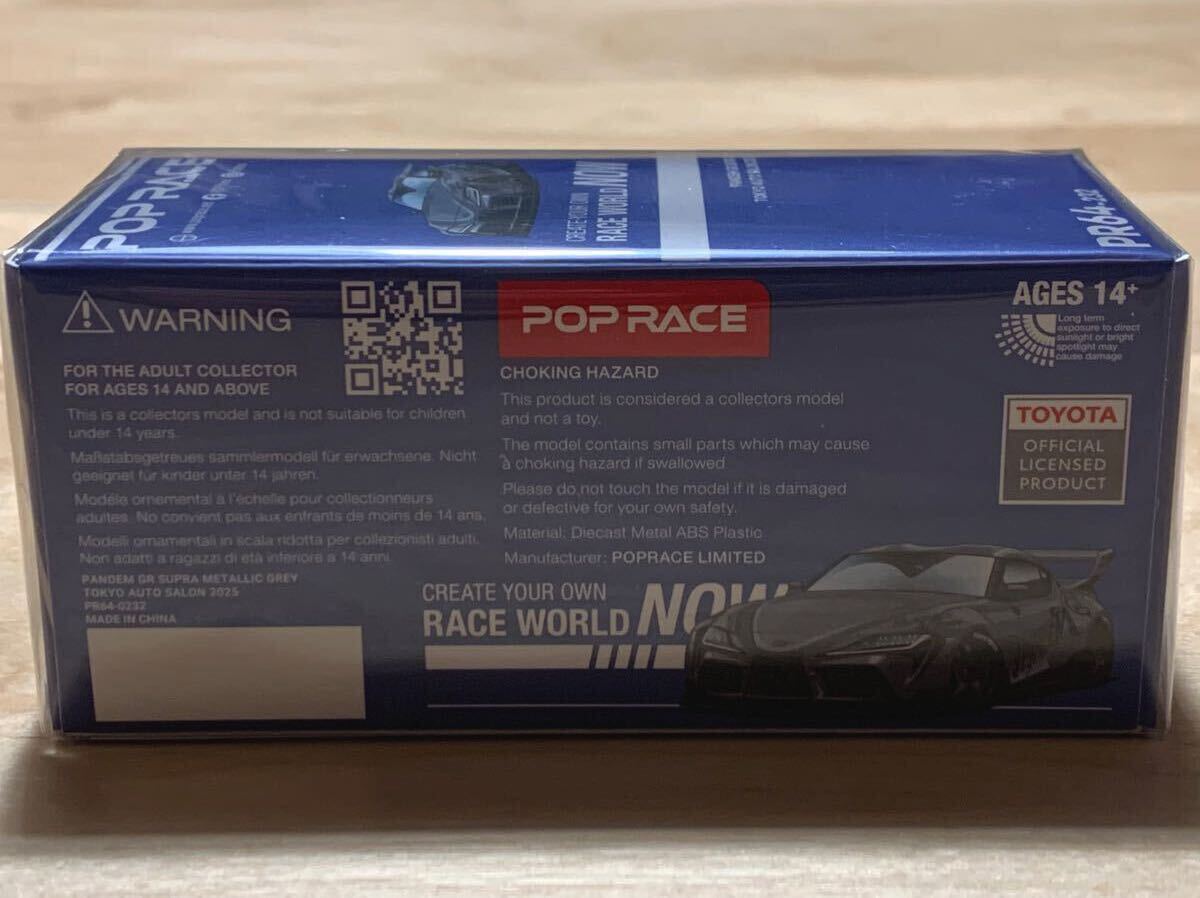 POP RACE
CREATE YOUR OWN
RACE WORLD NOW
PR64-232
WARNING
FOR THE ADULT COLLECTOR
FOR AGES 14 AND ABOVE
This is a collectors model and is not suitable for children
under 14 years.
Maßstabsgetreues sammlermodell für erwachsene. Nicht
geeignet für kinder unter 14 jahren.
Modèle ornemental à l'échelle pour collectionneurs
adultes. No convient pas aux enfrants de moins de 14 ans.
Modelli ornamentali in scala ridotta per collezionisti adulti.
Non adatti a ragazzi di età inferiore a 14 anni.
PANDEM GR SUPRA METALLIC GREY
TOKYO AUTO SALON 2025
PR64-0232
MADE IN CHINA
POP RACE
CHOKING HAZARD
This product is considered a collectors model
and not a toy.
The model contains small parts which may cause
à choking hazard if swallowed
Please do not touch the model if it is damaged
or defective for your own safety.
Material: Diecast Metal ABS Plastic
Manufacturer: POPRACE LIMITED
CREATE YOUR OWN
RACE WORLD NOW
AGES 14+
Long term
exposure to direct
sunlight or bright
spotlight may
cause damage
TOYOTA
OFFICIAL
LICENSED
PRODUCT